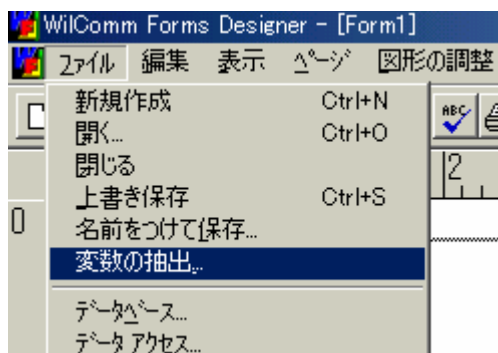 WilComm Forms Designer - [Form1]
ファイル 編集 表示 ページ 図形の調整
新規作成 Ctrl+N
開く...
Ctrl+O
閉じる
上書き保存 Ctrl+S
名前をつけて保存...
変数の抽出...
データベース...
データ アクセス...
ABC
2
0